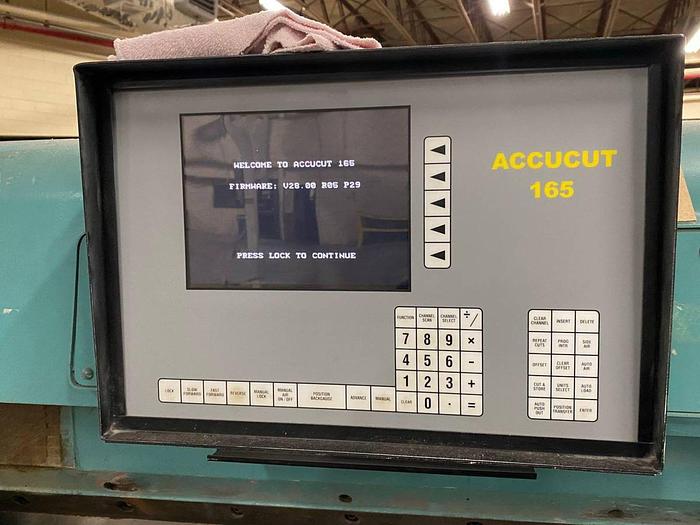 WELCOME TO ACCUCUT 165
FIRMWARE: V28.00 R05 P29
PRESS LOCK TO CONTINUE
ACCUCUT
165
FUNCTION CHANNEL SCAN CHANNEL SELECT ÷/
7 8 9 ×
4 5 6 -
1 2 3 +
CLEAR 0 · =
CLEAR CHANNEL INSERT DELETE
REPEAT CUTS PROG INTR SIDE AIR
OFFSET CLEAR OFFSET AUTO AIR
CUT & STORE UNITS SELECT AUTO LOAD
AUTO PUSH OUT POSITION TRANSFER ENTER
LOCK SLOW FORWARD FAST FORWARD REVERSE MANUAL LOCK MANUAL AIR ON / OFF POSITION BACKGAUGE ADVANCE MANUAL